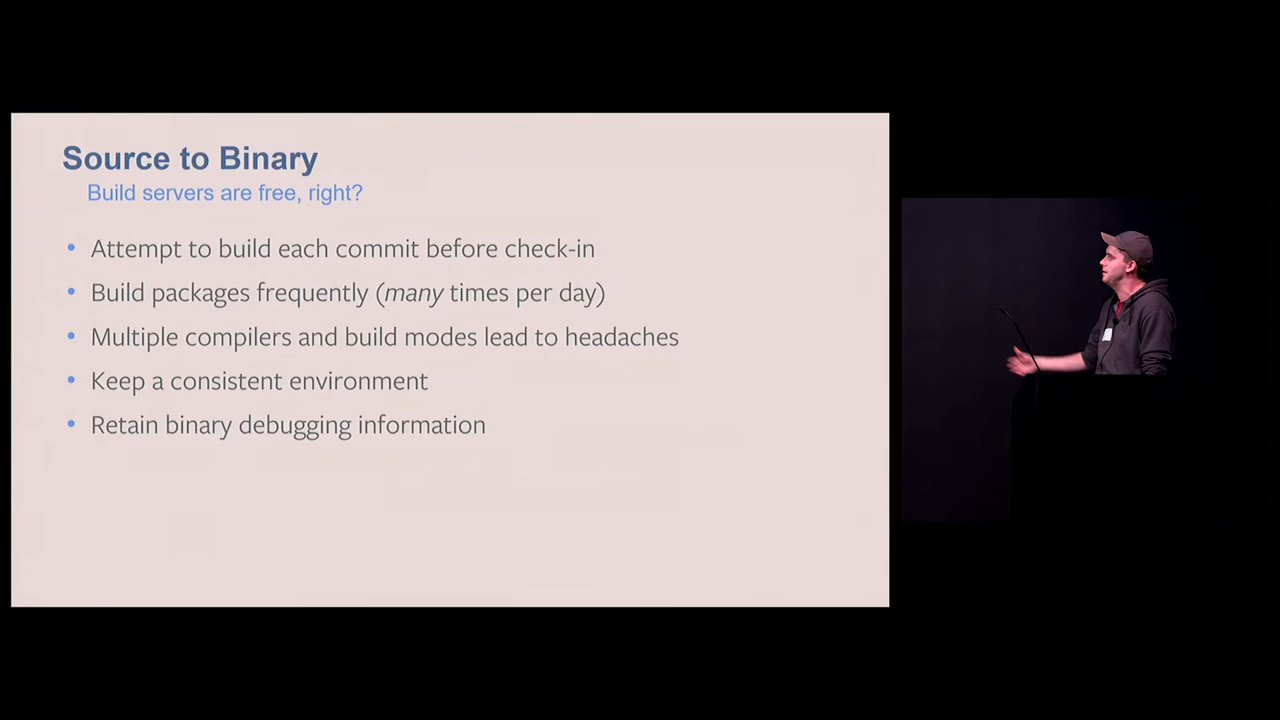 Source to Binary
Build servers are free, right?
• Attempt to build each commit before check-in
• Build packages frequently (many times per day)
• Multiple compilers and build modes lead to headaches
• Keep a consistent environment
• Retain binary debugging information